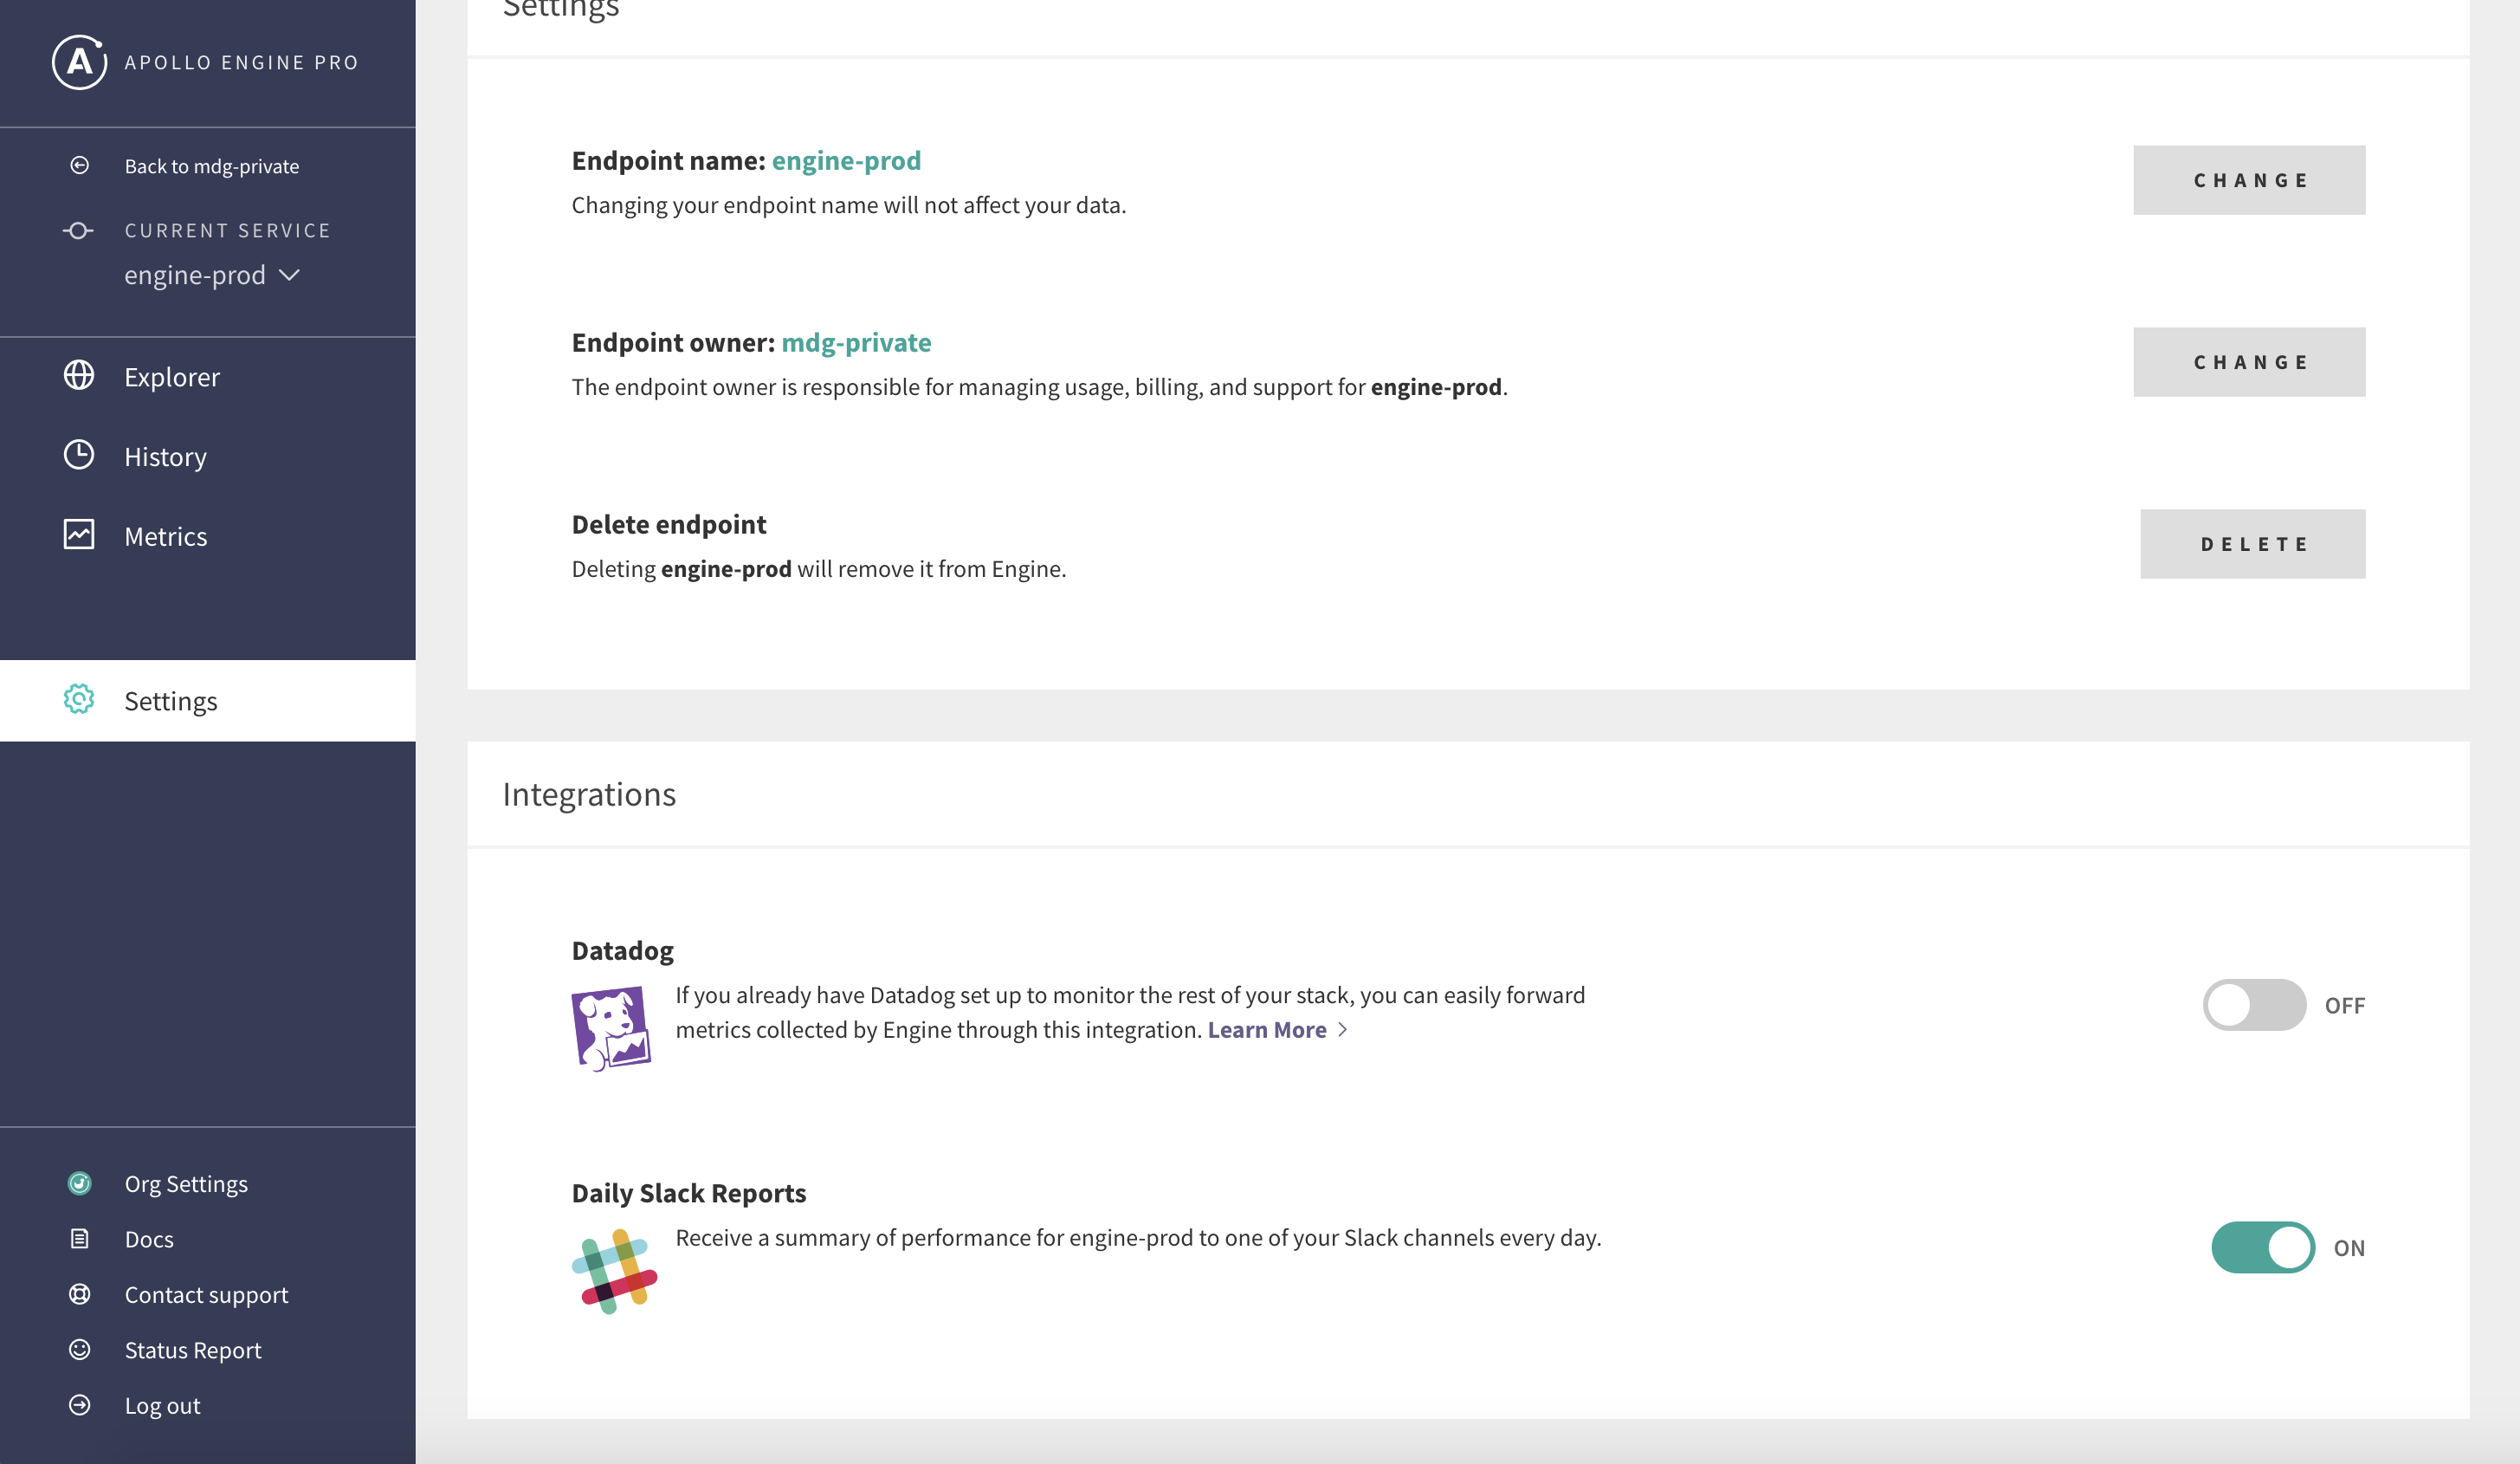 APOLLO ENGINE PRO
Back to mdg-private
CURRENT SERVICE
engine-prod
Explorer
History
Metrics
Settings
Org Settings
Docs
Contact support
Status Report
Log out
Settings
Endpoint name: engine-prod
Changing your endpoint name will not affect your data.
CHANGE
Endpoint owner: mdg-private
The endpoint owner is responsible for managing usage, billing, and support for engine-prod.
CHANGE
Delete endpoint
Deleting engine-prod will remove it from Engine.
DELETE
Integrations
Datadog
If you already have Datadog set up to monitor the rest of your stack, you can easily forward
metrics collected by Engine through this integration. Learn More >
OFF
Daily Slack Reports
Receive a summary of performance for engine-prod to one of your Slack channels every day.
ON